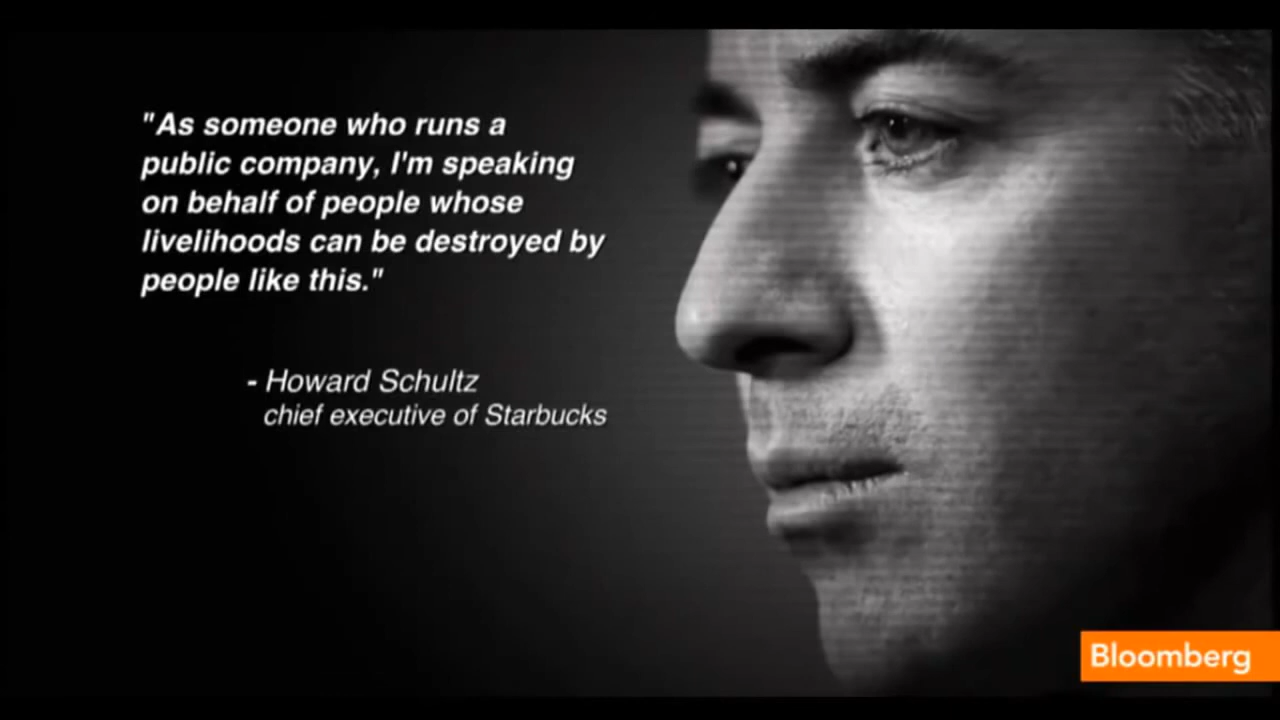 "As someone who runs a
public company, I'm speaking
on behalf of people whose
livelihoods can be destroyed by
people like this."
- Howard Schultz
chief executive of Starbucks
Bloomberg